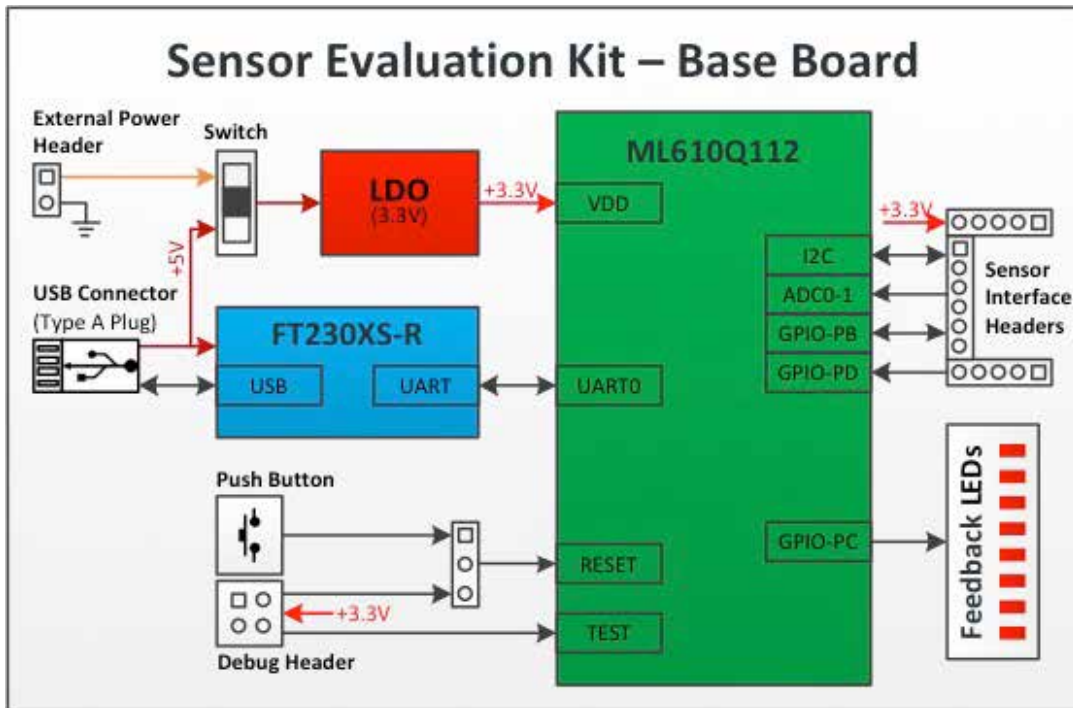 Sensor Evaluation Kit – Base Board
External Power
Header
Switch
LDO
(3.3V)
+3.3V
ML610Q112
VDD
+3.3V
+5V
I2C
ADC0-1
GPIO-PB
GPIO-PD
Sensor
Interface
Headers
USB Connector
(Type A Plug)
FT230XS-R
USB
UART
UART0
Push Button
RESET
GPIO-PC
Feedback LEDs
+3.3V
TEST
Debug Header